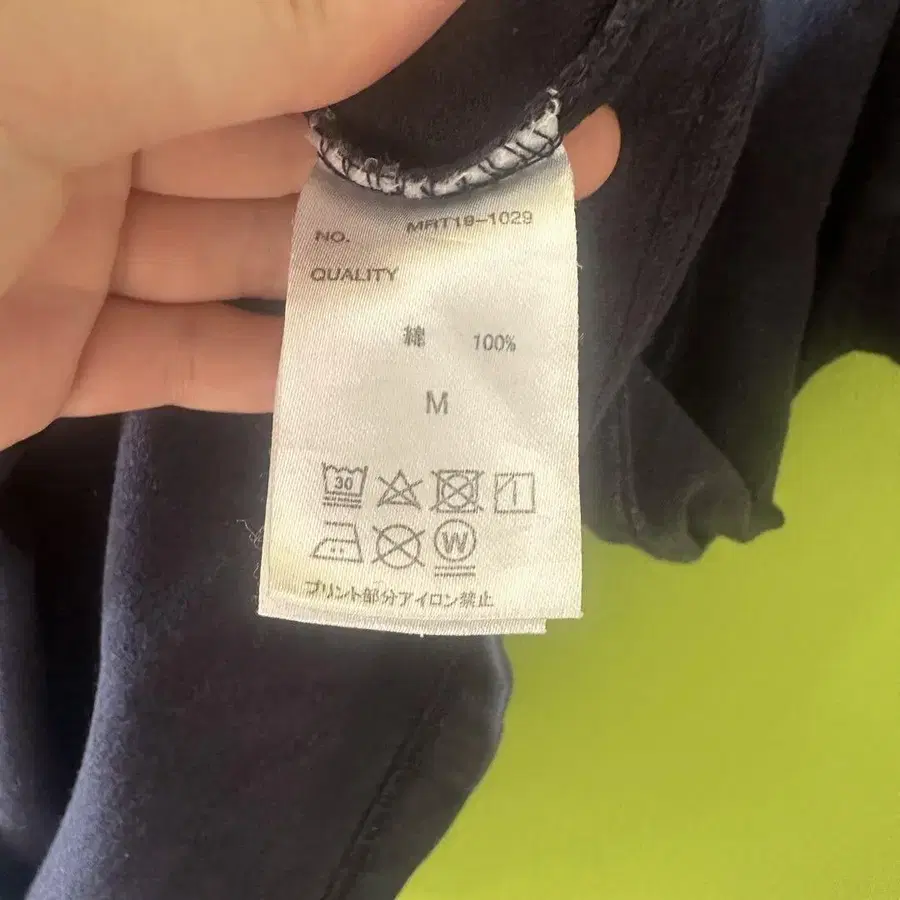 NO. MRT19-1029
QUALITY
綿 100%
M
30
W
プリント部分アイロン禁止